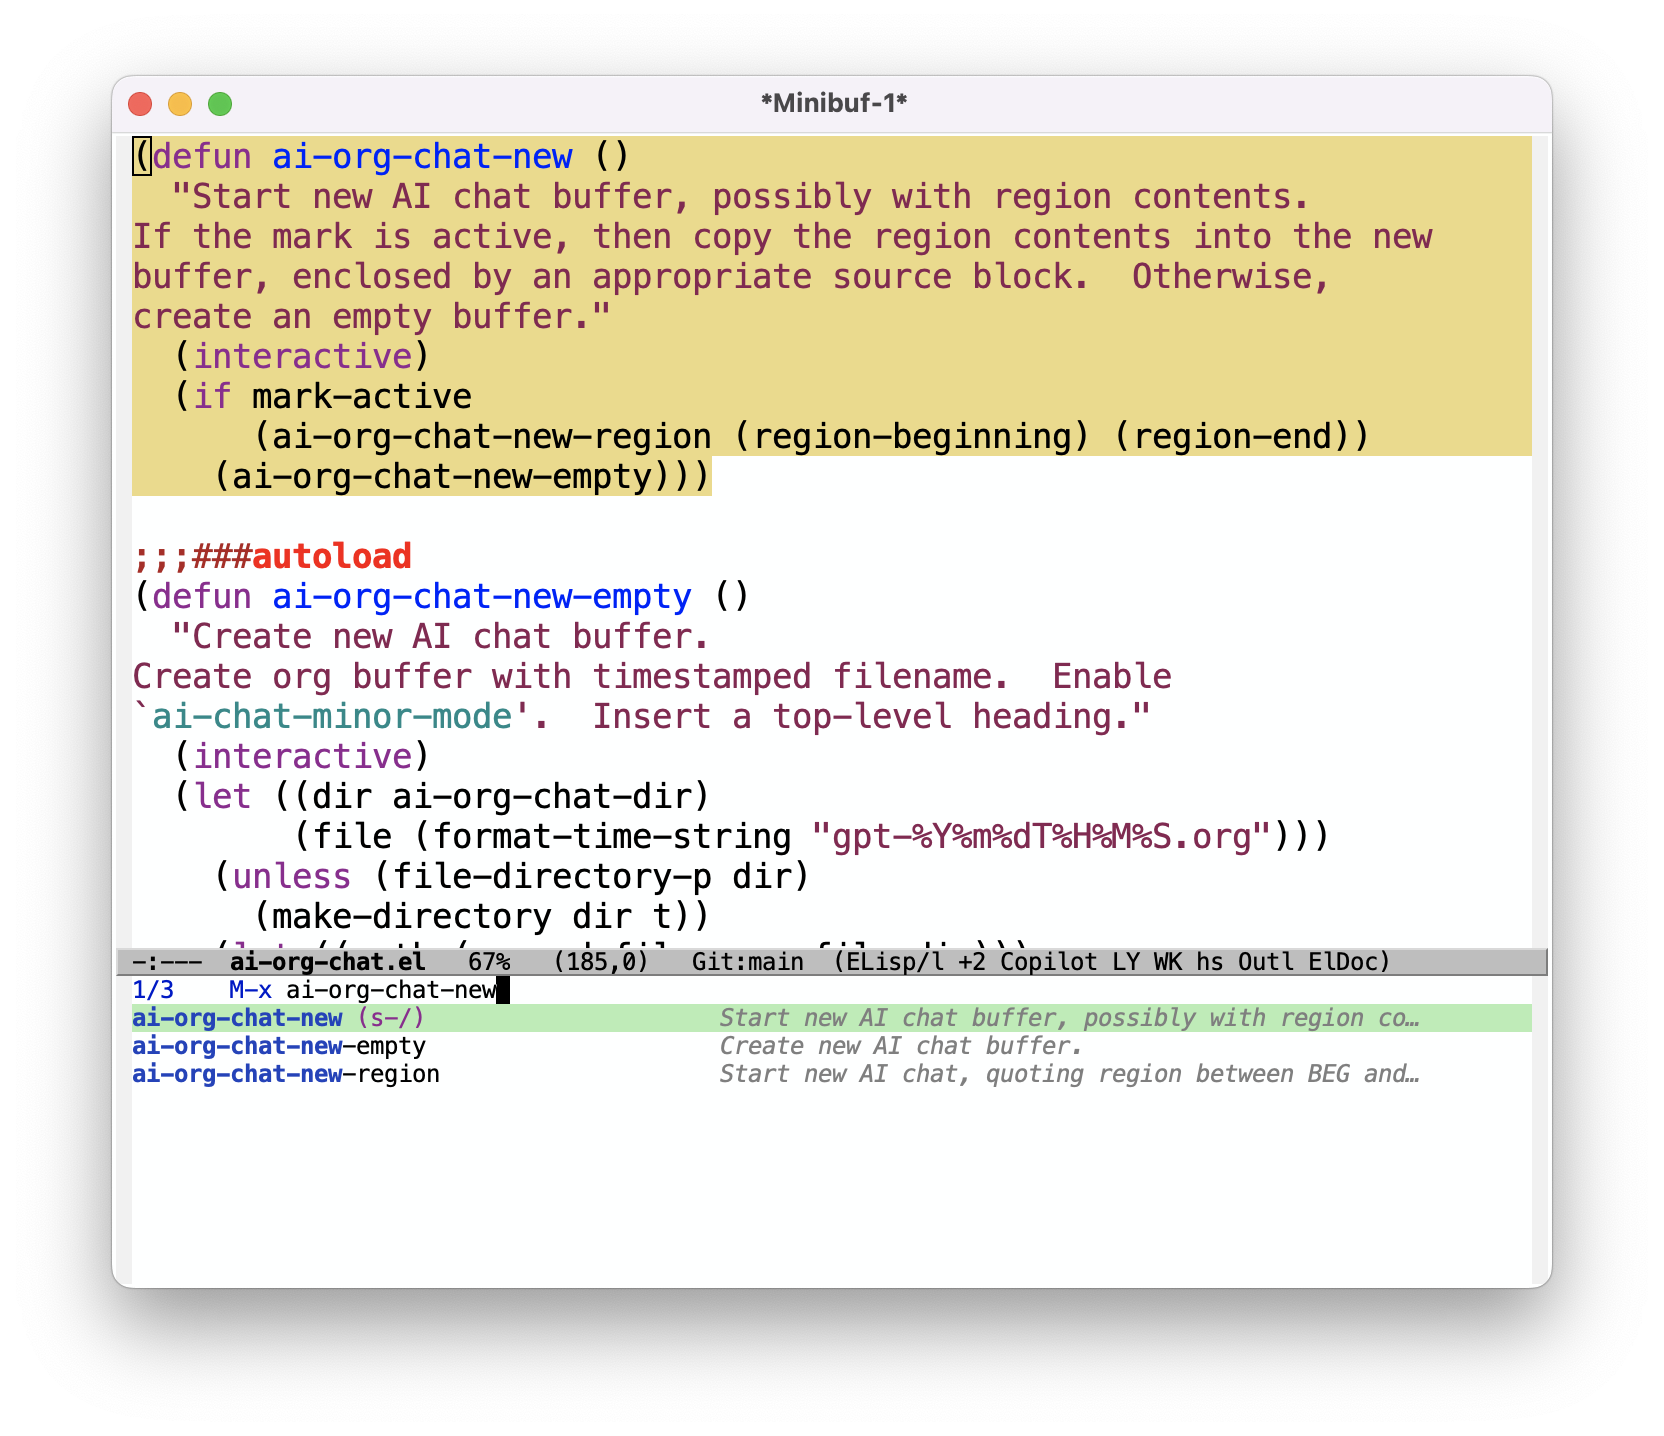 *Minibuf-1*
(defun ai-org-chat-new ()
  "Start new AI chat buffer, possibly with region contents.
If the mark is active, then copy the region contents into the new
buffer, enclosed by an appropriate source block.  Otherwise,
create an empty buffer."
  (interactive)
  (if mark-active
      (ai-org-chat-new-region (region-beginning) (region-end))
    (ai-org-chat-new-empty)))

;;;###autoload
(defun ai-org-chat-new-empty ()
  "Create new AI chat buffer.
Create org buffer with timestamped filename.  Enable
`ai-chat-minor-mode'.  Insert a top-level heading."
  (interactive)
  (let ((dir ai-org-chat-dir)
        (file (format-time-string "gpt-%Y%m%dT%H%M%S.org")))
    (unless (file-directory-p dir)
      (make-directory dir t))
-:---  ai-org-chat.el   67%   (185,0)   Git:main  (ELisp/l +2 Copilot LY WK hs Outl ElDoc)
1/3    M-x ai-org-chat-new
ai-org-chat-new (s-/)                     Start new AI chat buffer, possibly with region co…
ai-org-chat-new-empty                     Create new AI chat buffer.
ai-org-chat-new-region                    Start new AI chat, quoting region between BEG and…